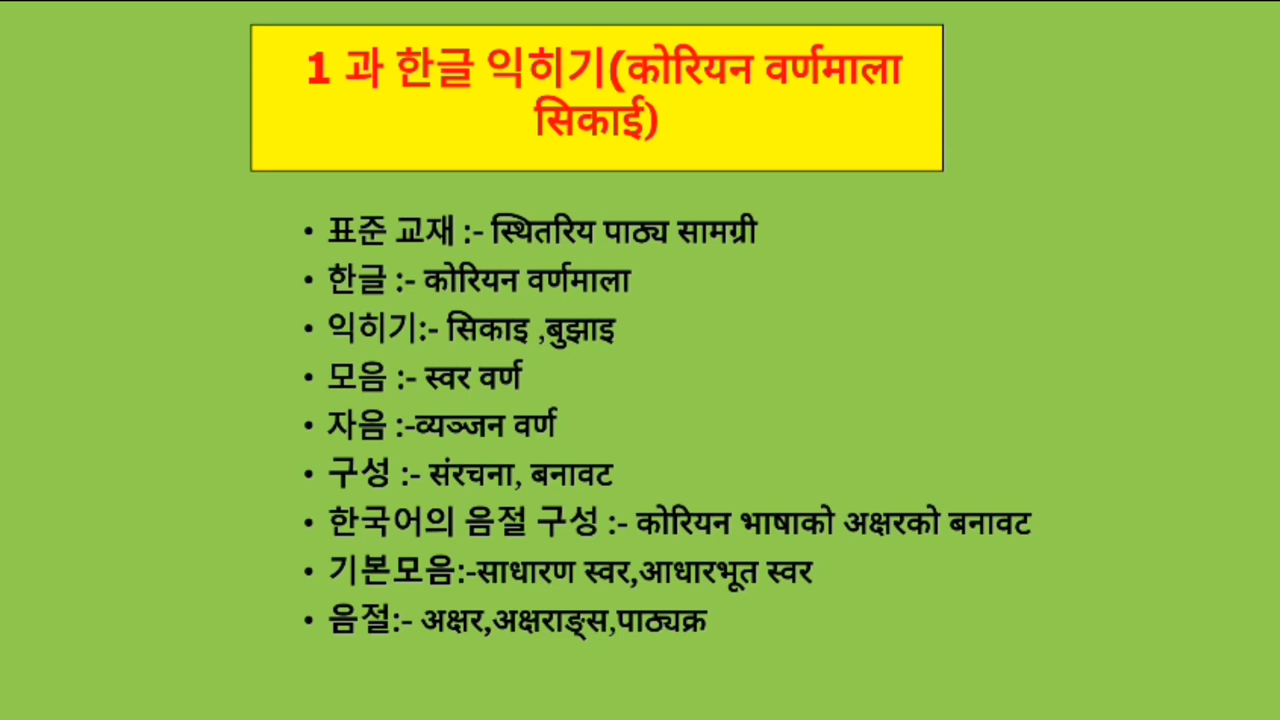 1 과 한글 익히기(कोरियन वर्णमाला
सिकाई)
• 표준 교재 :- स्थितरिय पाठ्य सामग्री
• 한글 :- कोरियन वर्णमाला
• 익히기:- सिकाइ ,बुझाइ
• 모음 :- स्वर वर्ण
• 자음 :-व्यञ्जन वर्ण
• 구성 :- संरचना, बनावट
• 한국어의 음절 구성 :- कोरियन भाषाको अक्षरको बनावट
• 기본모음:-साधारण स्वर,आधारभूत स्वर
• 음절:- अक्षर,अक्षराङ्स,पाठ्यक्र